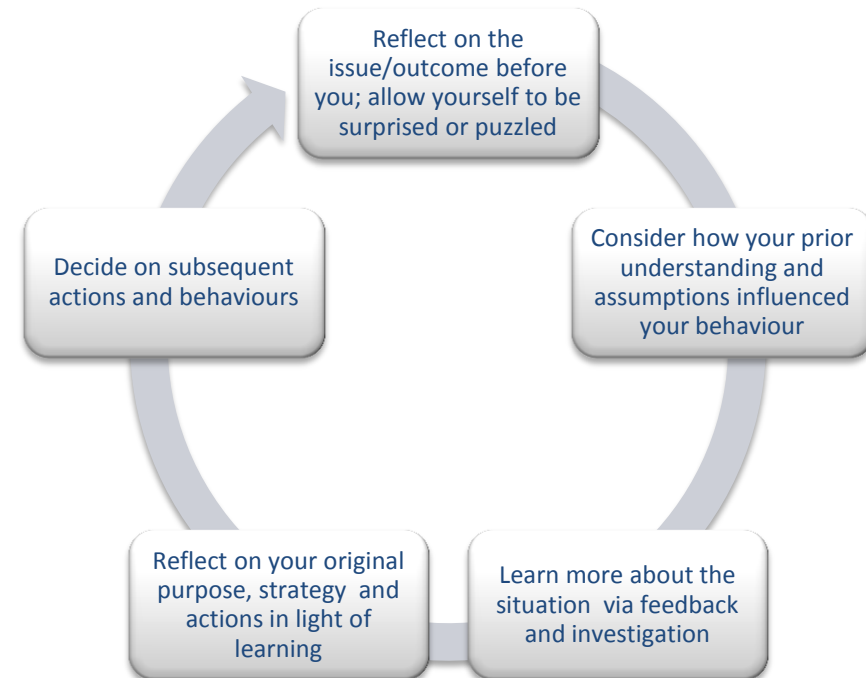 Reflect on the
issue/outcome before
you; allow yourself to be
surprised or puzzled
Consider how your prior
understanding and
assumptions influenced
your behaviour
Learn more about the
situation via feedback
and investigation
Reflect on your original
purpose, strategy and
actions in light of
learning
Decide on subsequent
actions and behaviours